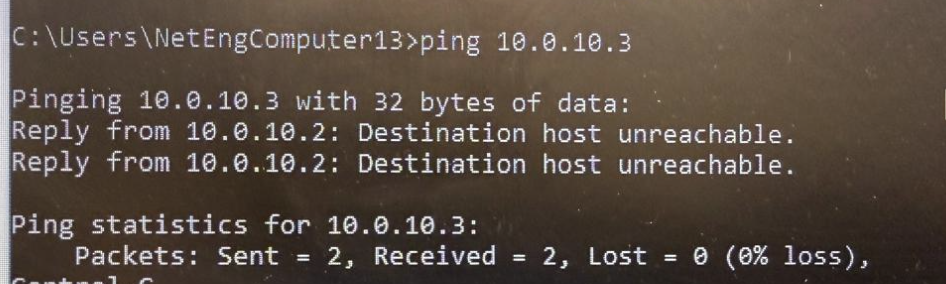 C:\Users\NetEngComputer13>ping 10.0.10.3
Pinging 10.0.10.3 with 32 bytes of data:
Reply from 10.0.10.2: Destination host unreachable.
Reply from 10.0.10.2: Destination host unreachable.
Ping statistics for 10.0.10.3:
    Packets: Sent = 2, Received = 2, Lost = 0 (0% loss),
Control-C